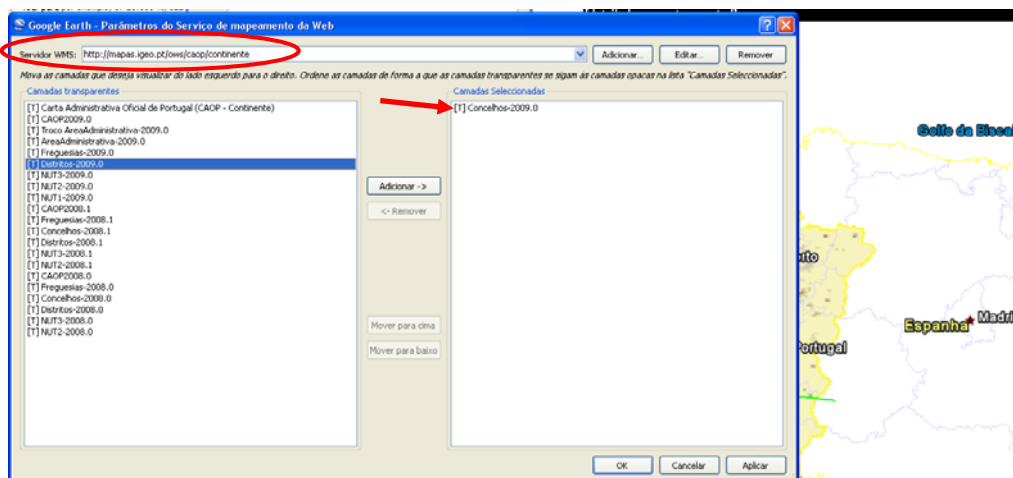 Google Earth - Parâmetros do Serviço de mapeamento da Web
Servidor WMS: http://mapas.igeo.pt/ows/caop/continente
Adicionar...
Editar...
Remover
Mova as camadas que deseja visualizar do lado esquerdo para o direito. Ordene as camadas de forma a que as camadas transparentes se sigam às camadas opacas na lista "Camadas Seleccionadas".
Camadas transparentes
[T] Carta Administrativa Oficial de Portugal (CAOP - Continente)
[T] CAOP2009.0
[T] Troco AreaAdministrativa-2009.0
[T] AreaAdministrativa-2009.0
[T] Freguesias-2009.0
[T] Distritos-2009.0
[T] NUT3-2009.0
[T] NUT2-2009.0
[T] NUT1-2009.0
[T] CAOP2008.1
[T] Freguesias-2008.1
[T] Concelhos-2008.1
[T] Distritos-2008.1
[T] NUT3-2008.1
[T] NUT2-2008.1
[T] CAOP2008.0
[T] Freguesias-2008.0
[T] Concelhos-2008.0
[T] Distritos-2008.0
[T] NUT3-2008.0
[T] NUT2-2008.0
Adicionar ->
<- Remover
Mover para cima
Mover para baixo
Camadas Seleccionadas
[T] Concelhos-2009.0
OK
Cancelar
Aplicar
Golfo da Biscai
rto
Portugal
Espanha
Madri